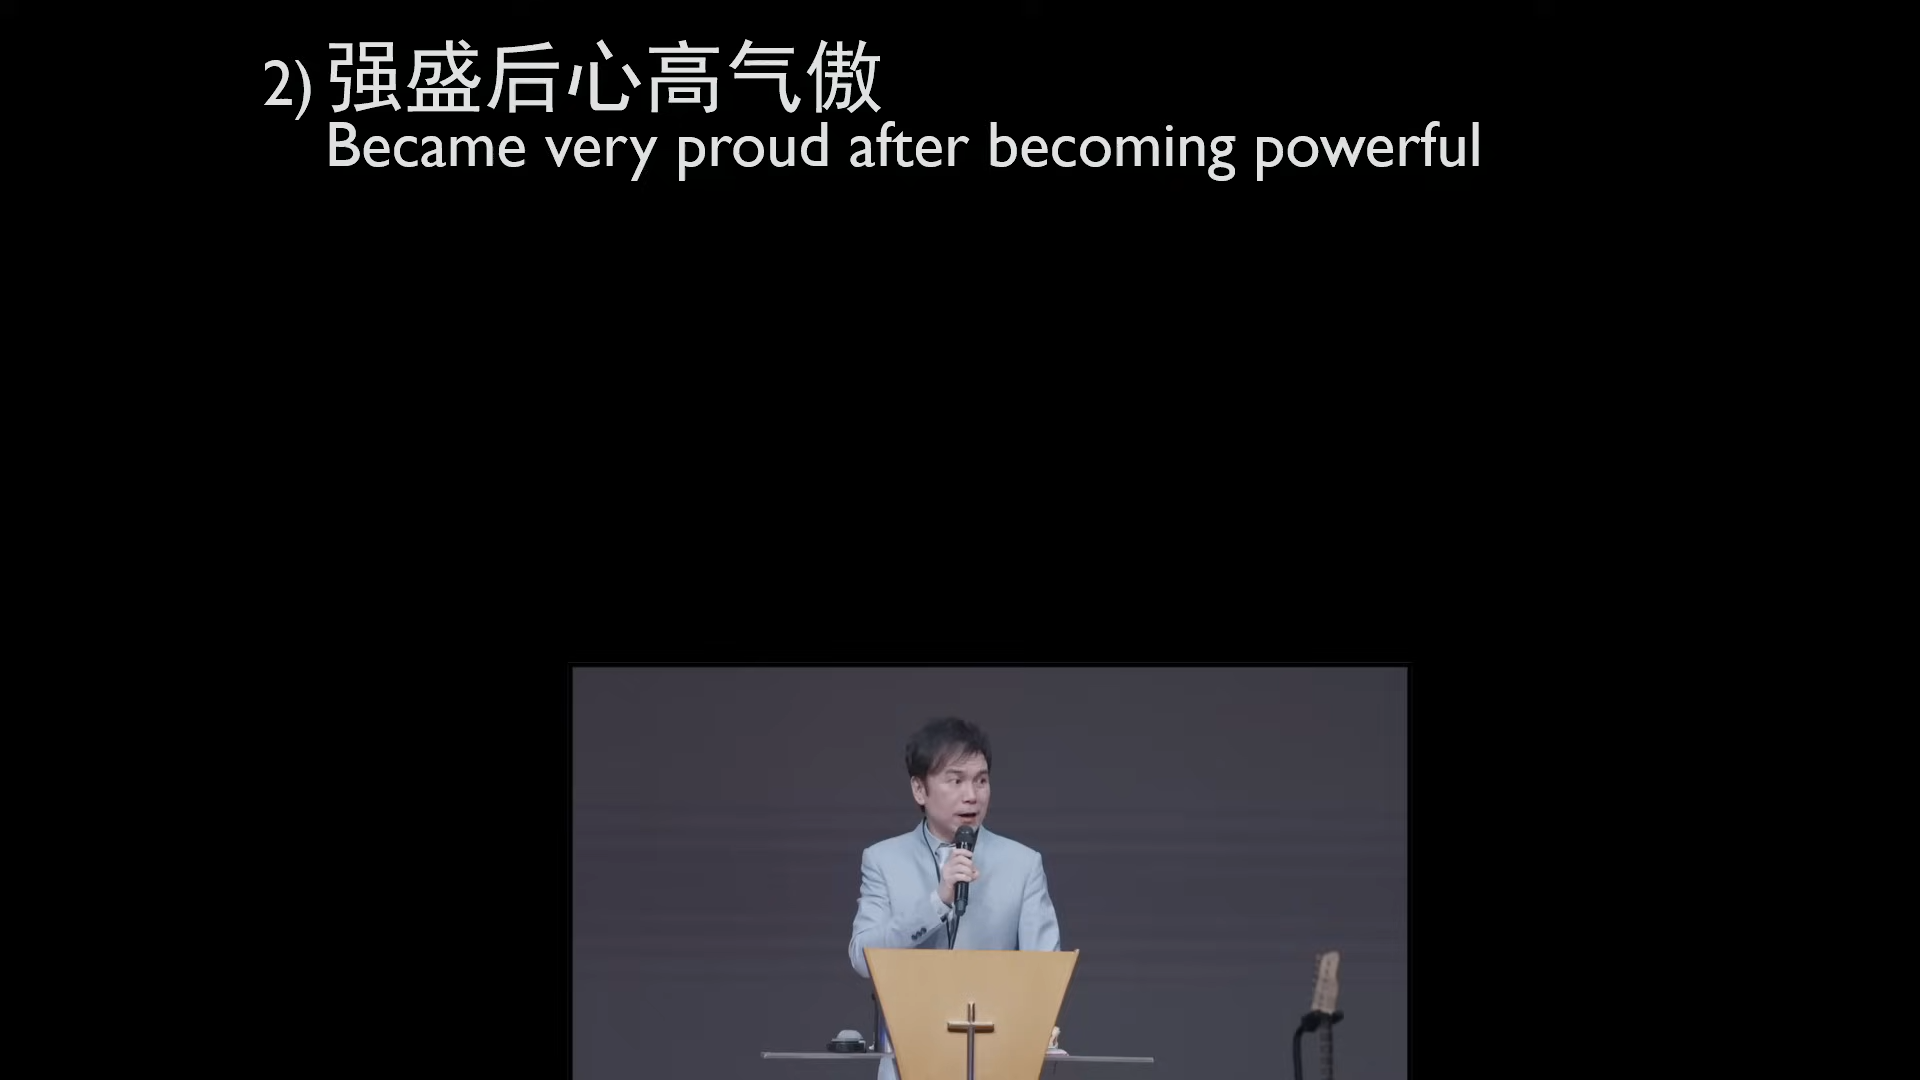 2) 强盛后心高气傲
Became very proud after becoming powerful